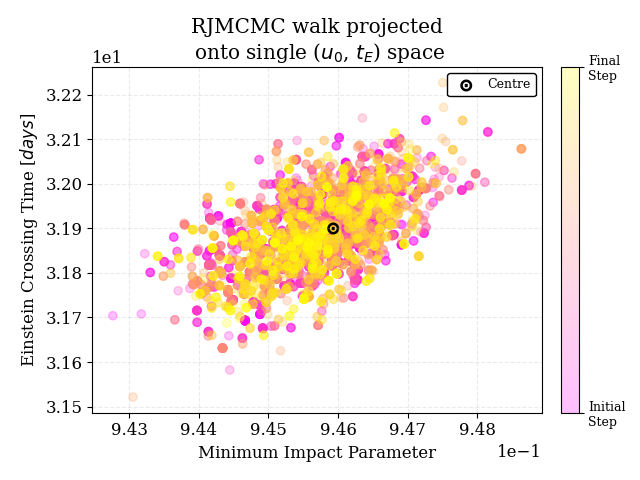 RJMCMC walk projected
onto single (u₀, t_E) space
1e1
Centre
Final
Step
3.22
3.21
3.20
3.19
3.18
3.17
3.16
3.15
Einstein Crossing Time [days]
Initial
Step
9.43 9.44 9.45 9.46 9.47 9.48
Minimum Impact Parameter
1e−1